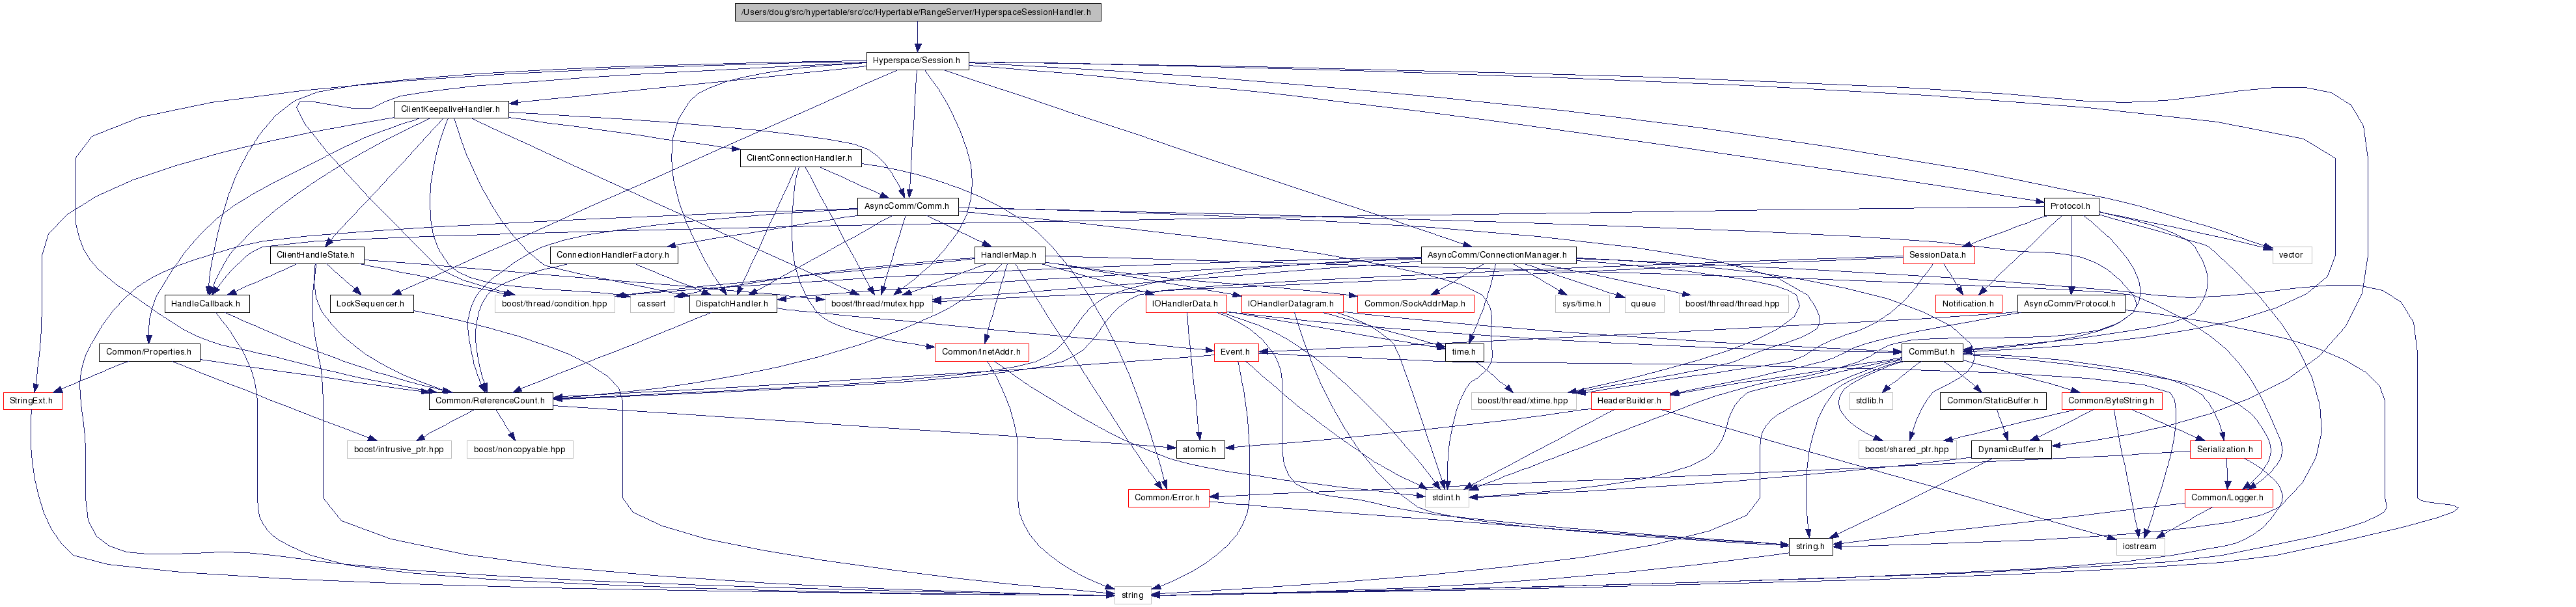 /Users/doug/src/hypertable/src/cc/Hypertable/RangeServer/HyperspaceSessionHandler.h
Hyperspace/Session.h
ClientKeepaliveHandler.h
ClientConnectionHandler.h
AsyncComm/Comm.h
Protocol.h
ClientHandleState.h
ConnectionHandlerFactory.h
HandlerMap.h
AsyncComm/ConnectionManager.h
SessionData.h
vector
HandleCallback.h
LockSequencer.h
boost/thread/condition.hpp
cassert
DispatchHandler.h
boost/thread/mutex.hpp
IOHandlerData.h
IOHandlerDatagram.h
Common/SockAddrMap.h
sys/time.h
queue
boost/thread/thread.hpp
Notification.h
AsyncComm/Protocol.h
Common/Properties.h
Common/InetAddr.h
Event.h
time.h
CommBuf.h
StringExt.h
Common/ReferenceCount.h
boost/thread/xtime.hpp
HeaderBuilder.h
stdlib.h
Common/StaticBuffer.h
Common/ByteString.h
boost/intrusive_ptr.hpp
boost/noncopyable.hpp
atomic.h
boost/shared_ptr.hpp
DynamicBuffer.h
Serialization.h
Common/Error.h
stdint.h
Common/Logger.h
string.h
iostream
string